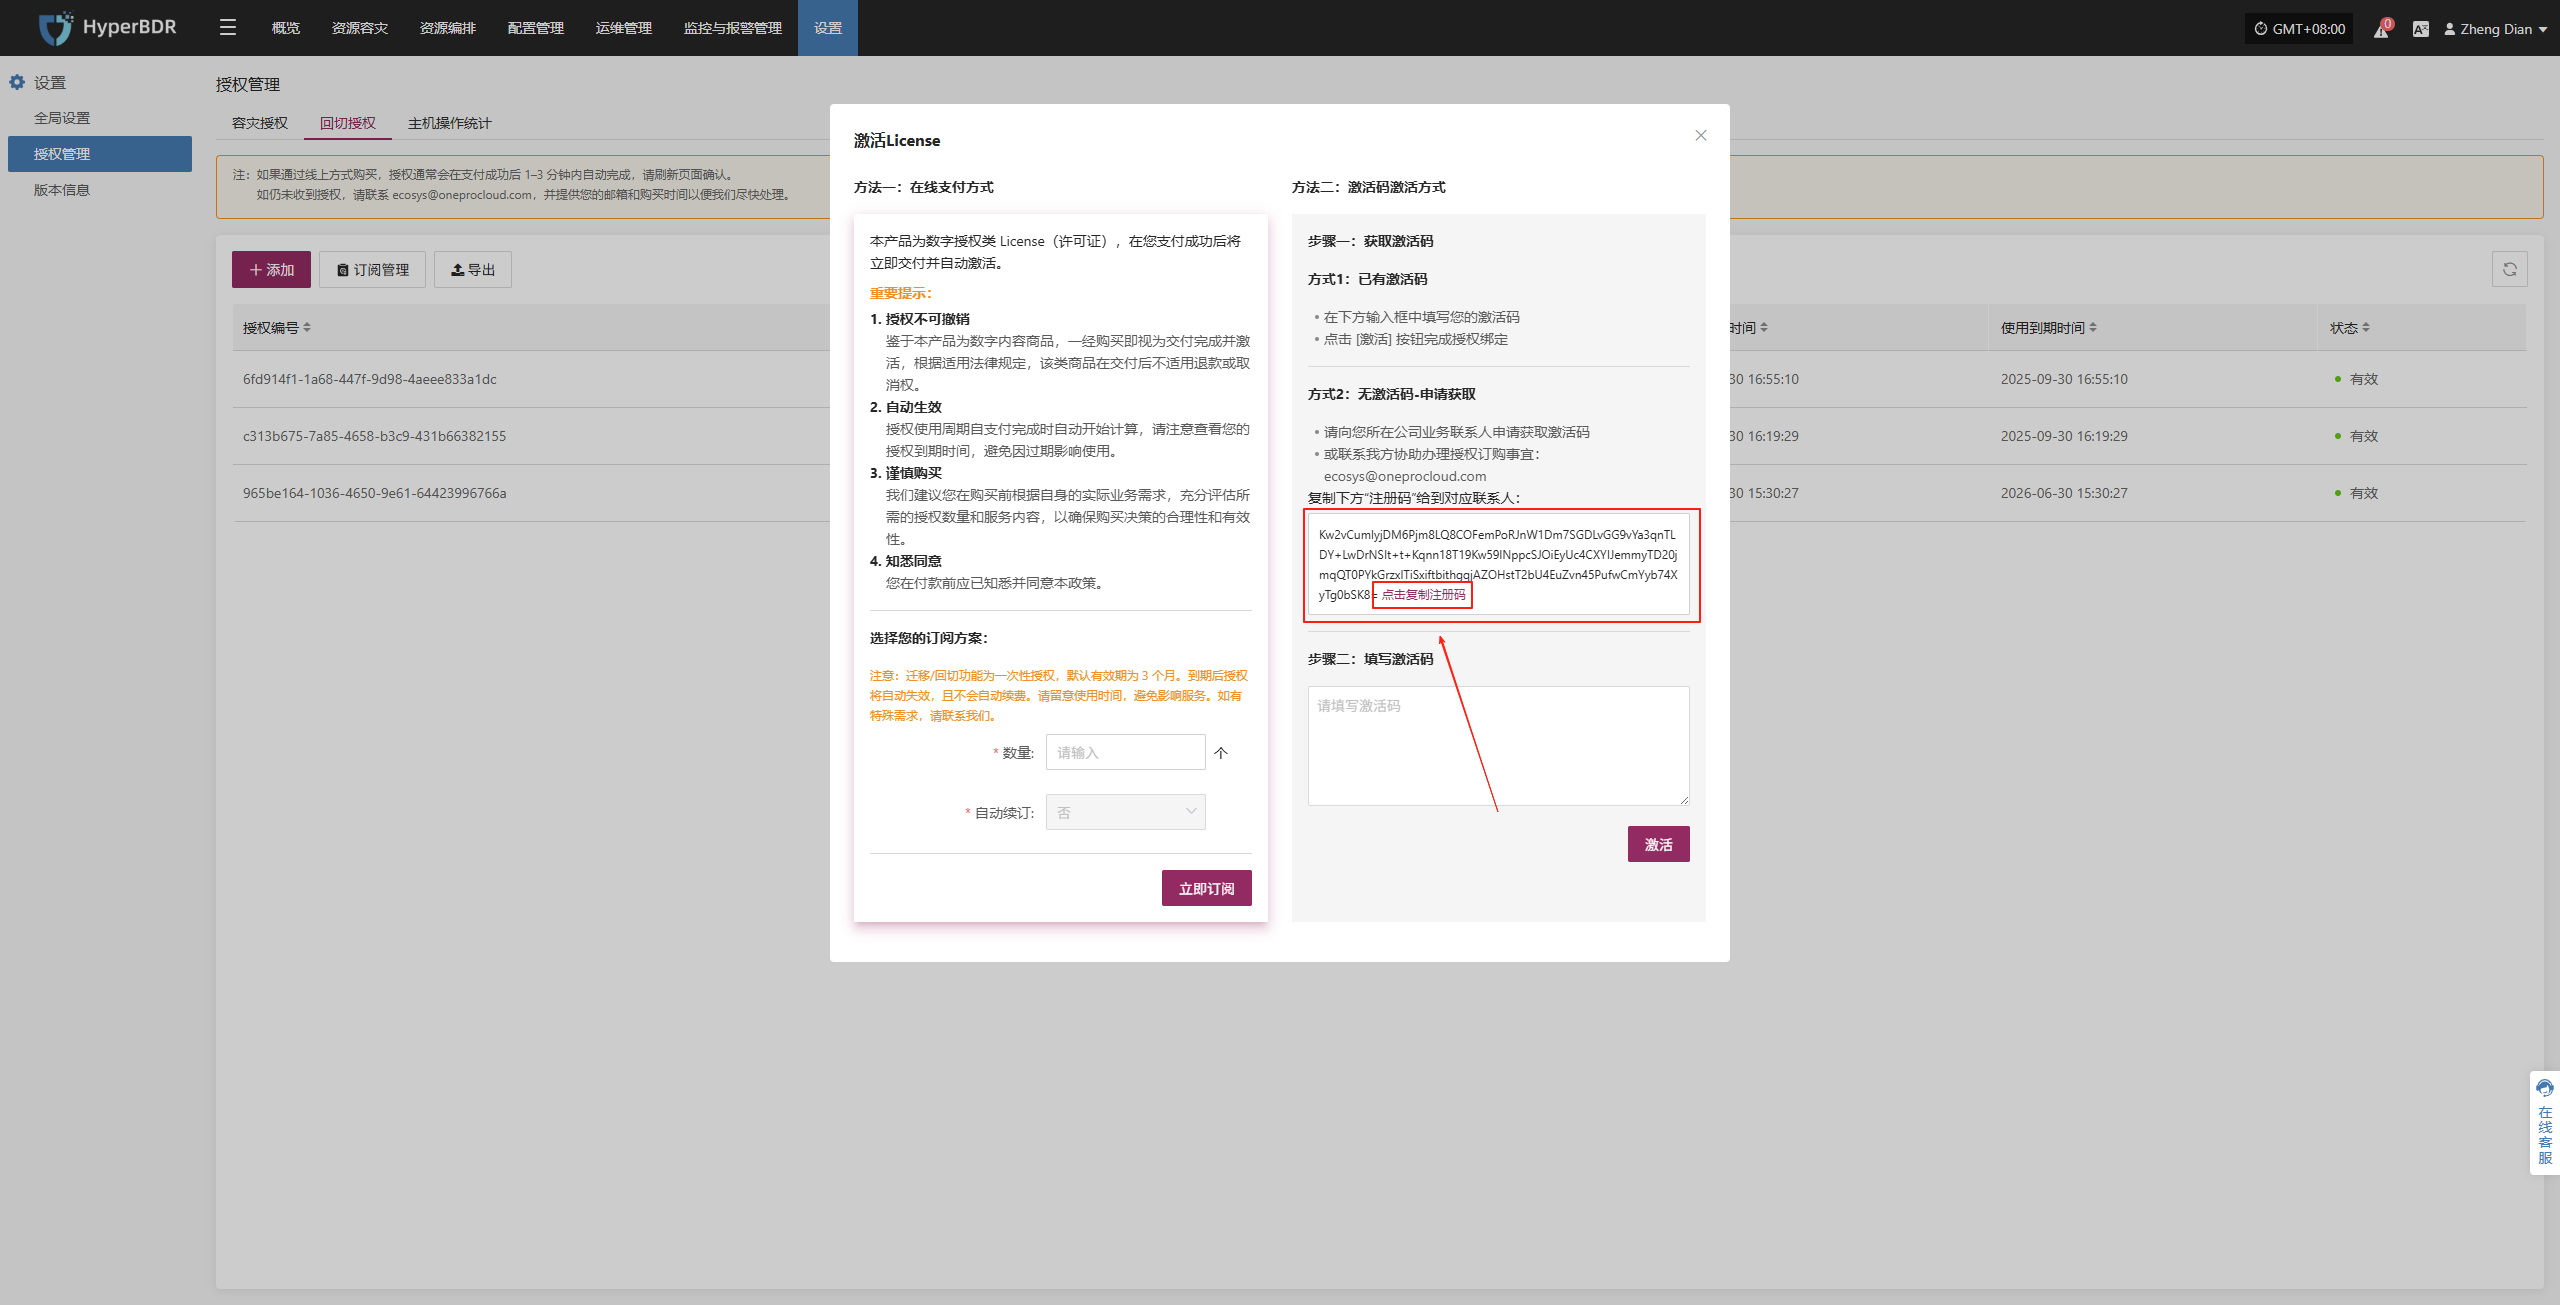 HyperBDR
概览
资源容灾
资源编排
配置管理
运维管理
监控与报警管理
设置
GMT+08:00
0
Zheng Dian
设置
全局设置
授权管理
版本信息
授权管理
容灾授权
回切授权
主机操作统计
注：如果通过线上方式购买，授权通常会在支付成功后 1–3 分钟内自动完成，请刷新页面确认。
如仍未收到授权，请联系 ecosys@oneprocloud.com，并提供您的邮箱和购买时间以便我们尽快处理。
添加
订阅管理
导出
授权编号
时间
使用到期时间
状态
6fd914f1-1a68-447f-9d98-4aeee833a1dc
30 16:55:10
2025-09-30 16:55:10
有效
c313b675-7a85-4658-b3c9-431b66382155
30 16:19:29
2025-09-30 16:19:29
有效
965be164-1036-4650-9e61-64423996766a
30 15:30:27
2026-06-30 15:30:27
有效
激活License
方法一：在线支付方式
本产品为数字授权类 License（许可证），在您支付成功后将
立即交付并自动激活。
重要提示：
1. 授权不可撤销
鉴于本产品为数字内容商品，一经购买即视为交付完成并激
活，根据适用法律规定，该类商品在交付后不适用退款或取
消权。
2. 自动生效
授权使用周期自支付完成时自动开始计算，请注意查看您的
授权到期时间，避免因过期影响使用。
3. 谨慎购买
我们建议您在购买前根据自身的实际业务需求，充分评估所
需的授权数量和服务内容，以确保购买决策的合理性和有效
性。
4. 知悉同意
您在付款前应已知悉并同意本政策。
选择您的订阅方案：
注意：迁移/回切功能为一次性授权，默认有效期为 3 个月。到期后授权
将自动失效，且不会自动续费。请留意使用时间，避免影响服务。如有
特殊需求，请联系我们。
* 数量:
请输入
个
* 自动续订:
否
立即订阅
方法二：激活码激活方式
步骤一：获取激活码
方式1：已有激活码
• 在下方输入框中填写您的激活码
• 点击 [激活] 按钮完成授权绑定
方式2：无激活码-申请获取
• 请向您所在公司业务联系人申请获取激活码
• 或联系我方协助办理授权订购事宜：
ecosys@oneprocloud.com
复制下方“注册码”给到对应联系人：
点击复制注册码
步骤二：填写激活码
请填写激活码
激活
在线客服